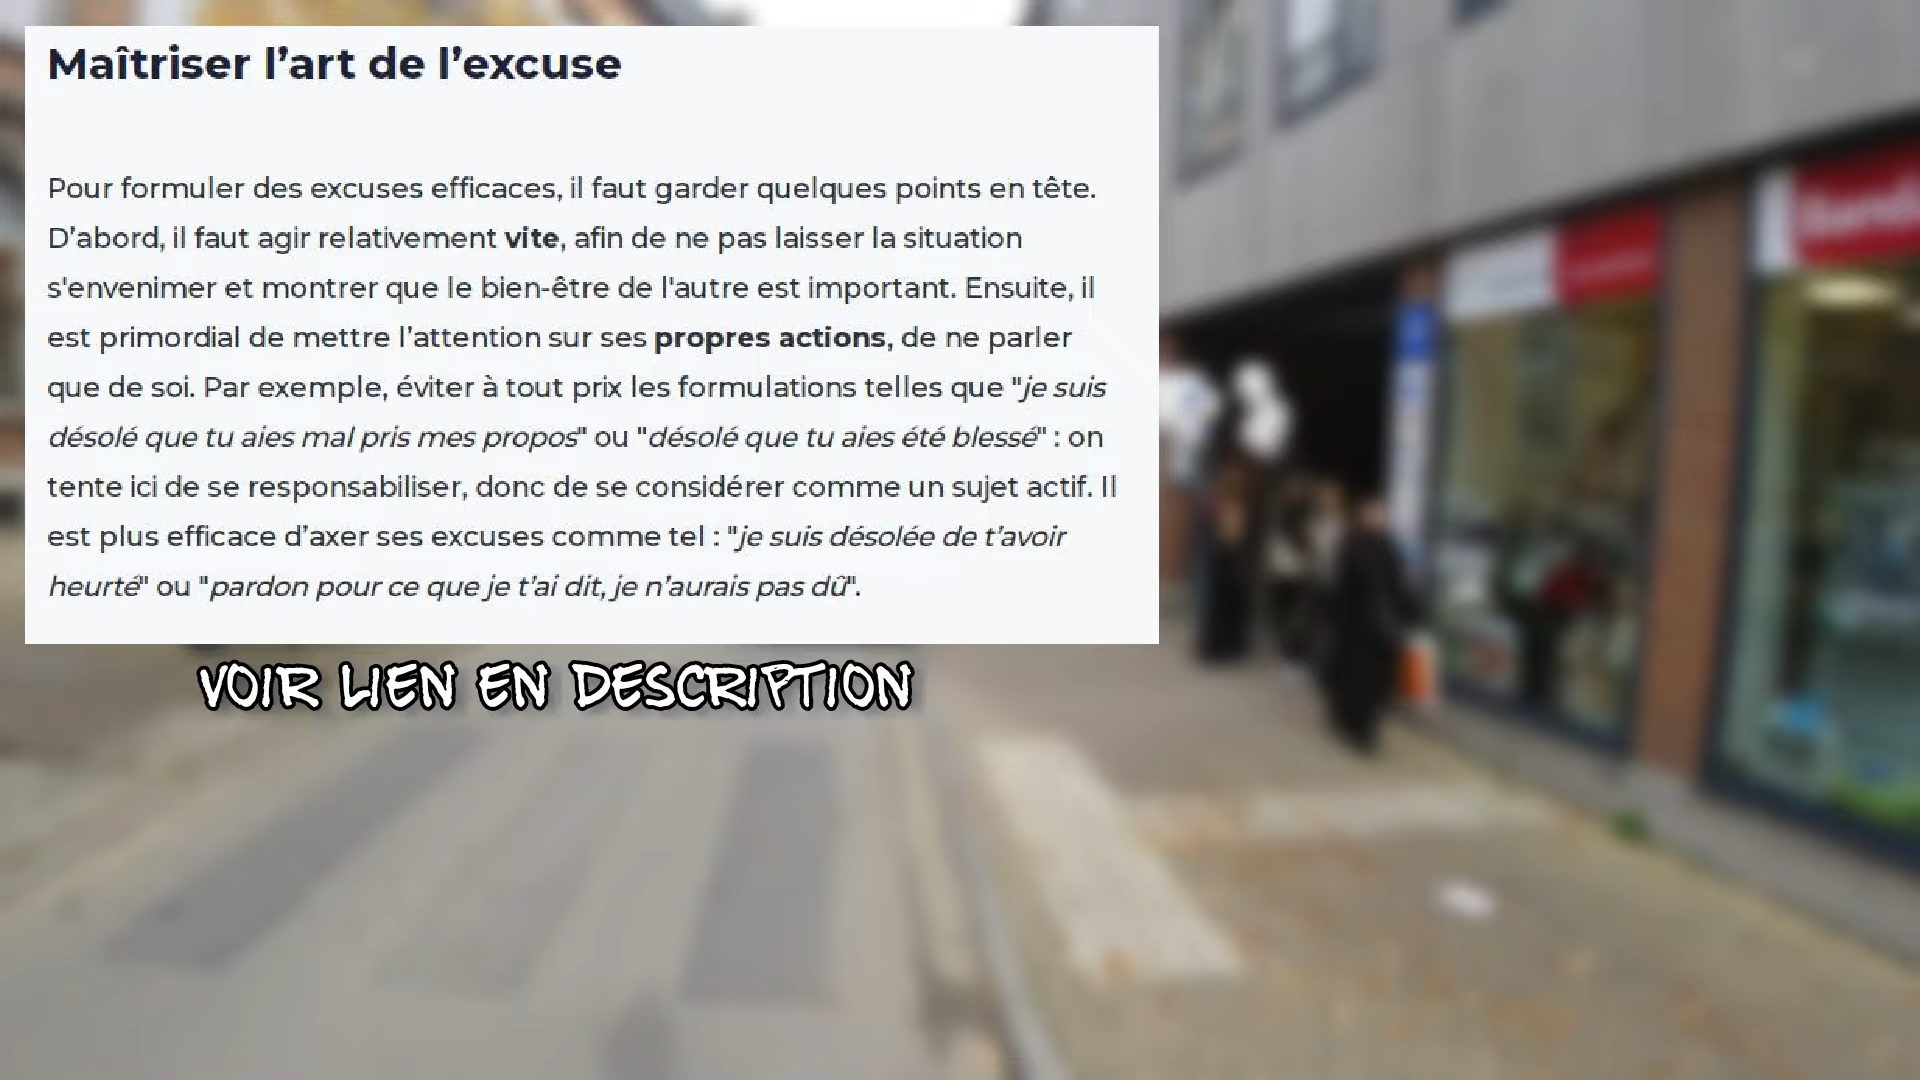 Maîtriser l’art de l’excuse
Pour formuler des excuses efficaces, il faut garder quelques points en tête.
D’abord, il faut agir relativement vite, afin de ne pas laisser la situation
s'envenimer et montrer que le bien-être de l'autre est important. Ensuite, il
est primordial de mettre l’attention sur ses propres actions, de ne parler
que de soi. Par exemple, éviter à tout prix les formulations telles que "je suis
désolé que tu aies mal pris mes propos" ou "désolé que tu aies été blessé" : on
tente ici de se responsabiliser, donc de se considérer comme un sujet actif. Il
est plus efficace d’axer ses excuses comme tel : "je suis désolée de t’avoir
heurté" ou "pardon pour ce que je t’ai dit, je n’aurais pas dû".
VOIR LIEN EN DESCRIPTION